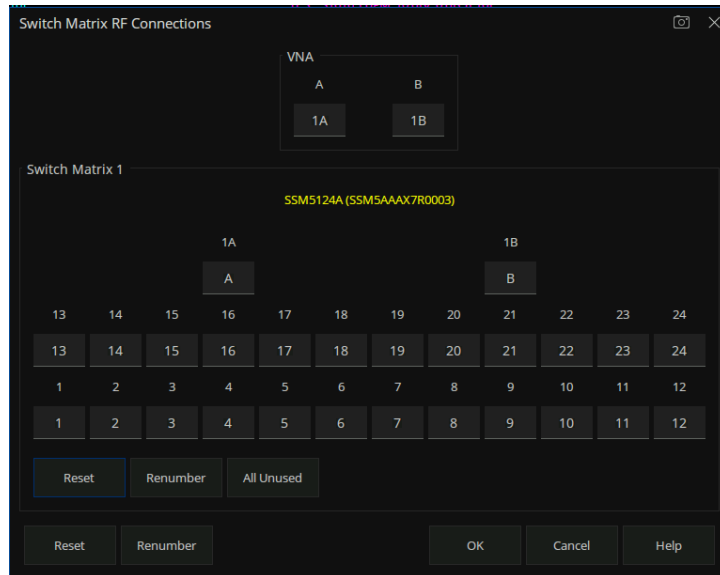 Switch Matrix RF Connections
VNA
A B
1A 1B
Switch Matrix 1
SSM5124A (SSM5AAAX7R0003)
1A 1B
A B
13 14 15 16 17 18 19 20 21 22 23 24
13 14 15 16 17 18 19 20 21 22 23 24
1 2 3 4 5 6 7 8 9 10 11 12
1 2 3 4 5 6 7 8 9 10 11 12
Reset Renumber All Unused
Reset Renumber OK Cancel Help